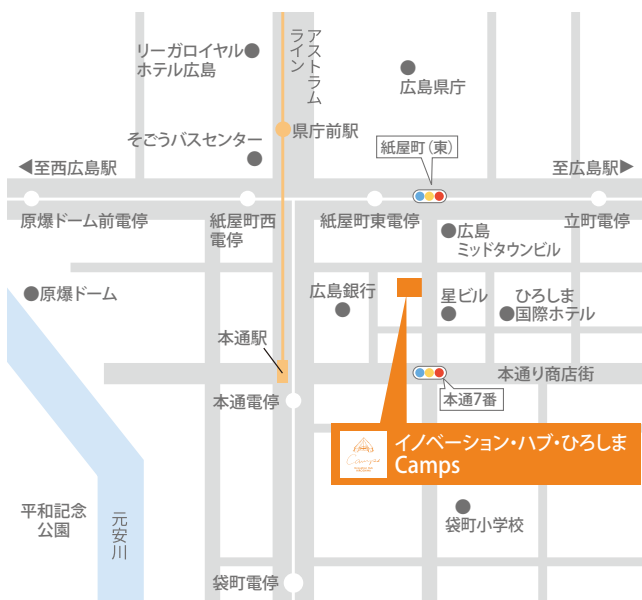 リーガロイヤル
ホテル広島
アストラム
ライン
広島県庁
県庁前駅
そごうバスセンター
紙屋町（東）
◀至西広島駅
至広島駅▶
原爆ドーム前電停
紙屋町西
電停
紙屋町東電停
立町電停
広島
ミッドタウンビル
原爆ドーム
広島銀行
星ビル
ひろしま
国際ホテル
本通駅
本通り商店街
本通電停
本通7番
イノベーション・ハブ・ひろしま
Camps
平和記念
公園
元安川
袋町小学校
袋町電停